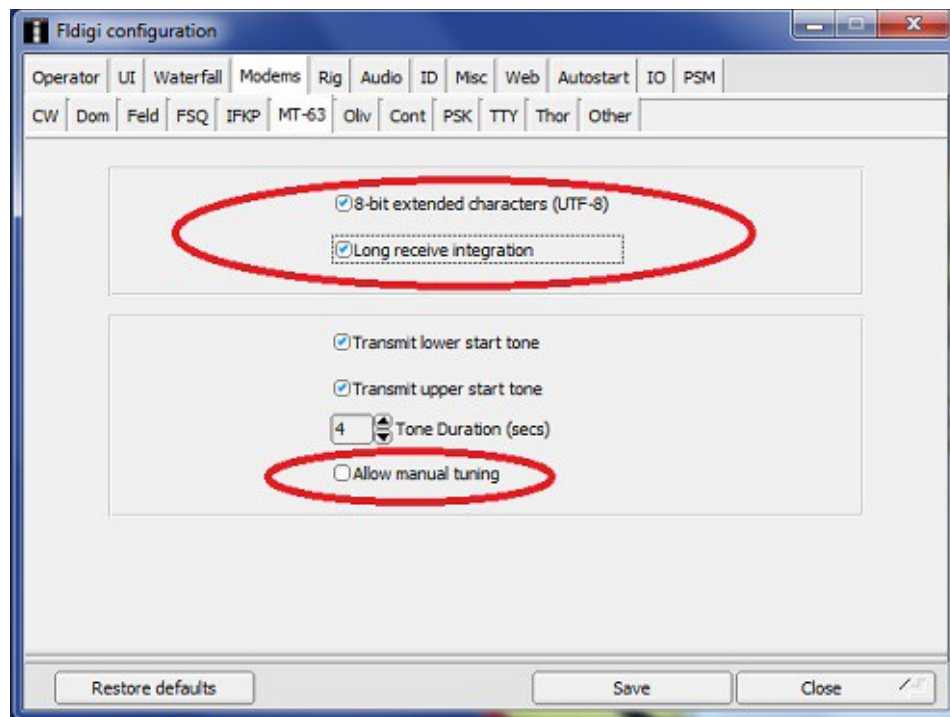 Fldigi configuration
Operator UI Waterfall Modems Rig Audio ID Misc Web Autostart IO PSM
CW Dom Feld FSQ IFKP MT-63 Oliv Cont PSK TTY Thor Other
8-bit extended characters (UTF-8)
Long receive integration
Transmit lower start tone
Transmit upper start tone
4 Tone Duration (secs)
Allow manual tuning
Restore defaults Save Close